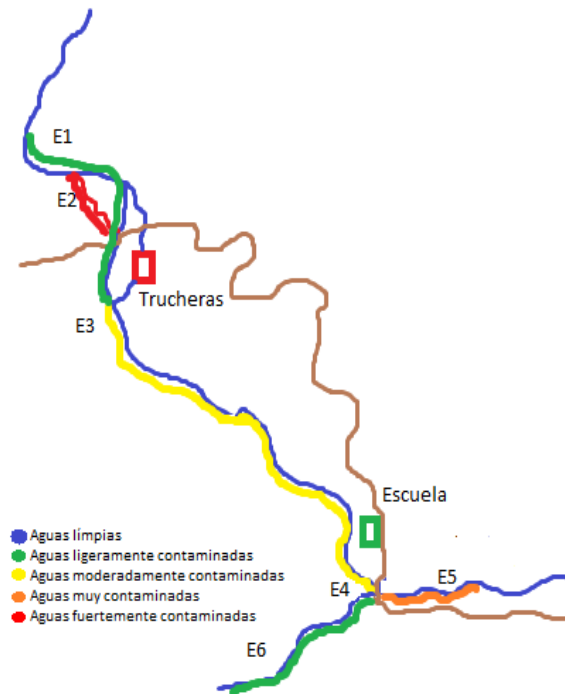 E1
E2
Trucheras
E3
Escuela
Aguas límpias
Aguas ligeramente contaminadas
Aguas moderadamente contaminadas
Aguas muy contaminadas
Aguas fuertemente contaminadas
E4
E5
E6